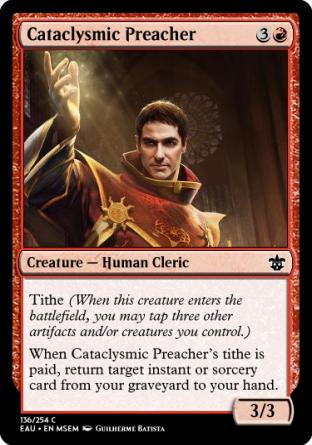 Cataclysmic Preacher 3
Creature — Human Cleric
Tithe (When this creature enters the
battlefield, you may tap three other
artifacts and/or creatures you control.)
When Cataclysmic Preacher's tithe is
paid, return target instant or sorcery
card from your graveyard to your hand.
3/3
136/254 C
EAU • EN MSEM Guilherme Batista